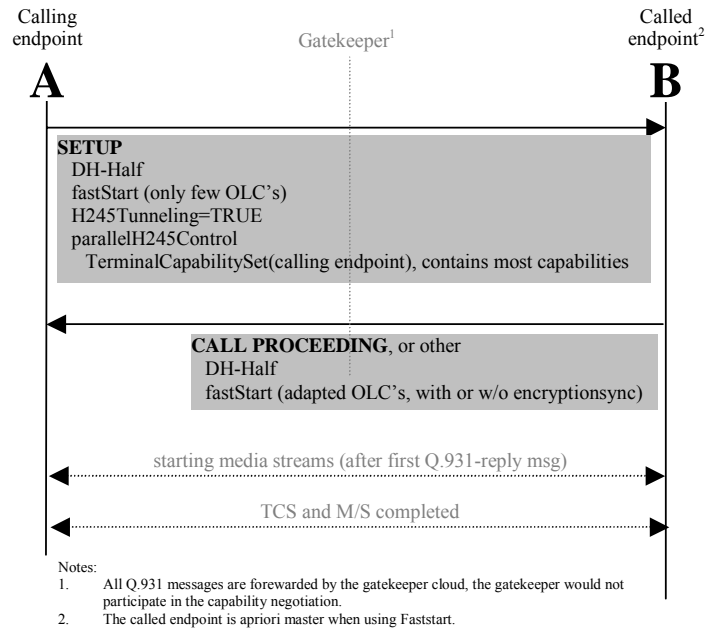 Calling
endpoint
Gatekeeper1
Called
endpoint2
A
B
SETUP
DH-Half
fastStart (only few OLC's)
H245Tunneling=TRUE
parallelH245Control
TerminalCapabilitySet(calling endpoint), contains most capabilities
CALL PROCEEDING, or other
DH-Half
fastStart (adapted OLC's, with or w/o encryptionsync)
starting media streams (after first Q.931-reply msg)
TCS and M/S completed
Notes:
1. All Q.931 messages are forewarded by the gatekeeper cloud, the gatekeeper would not
participate in the capability negotiation.
2. The called endpoint is apriori master when using Faststart.